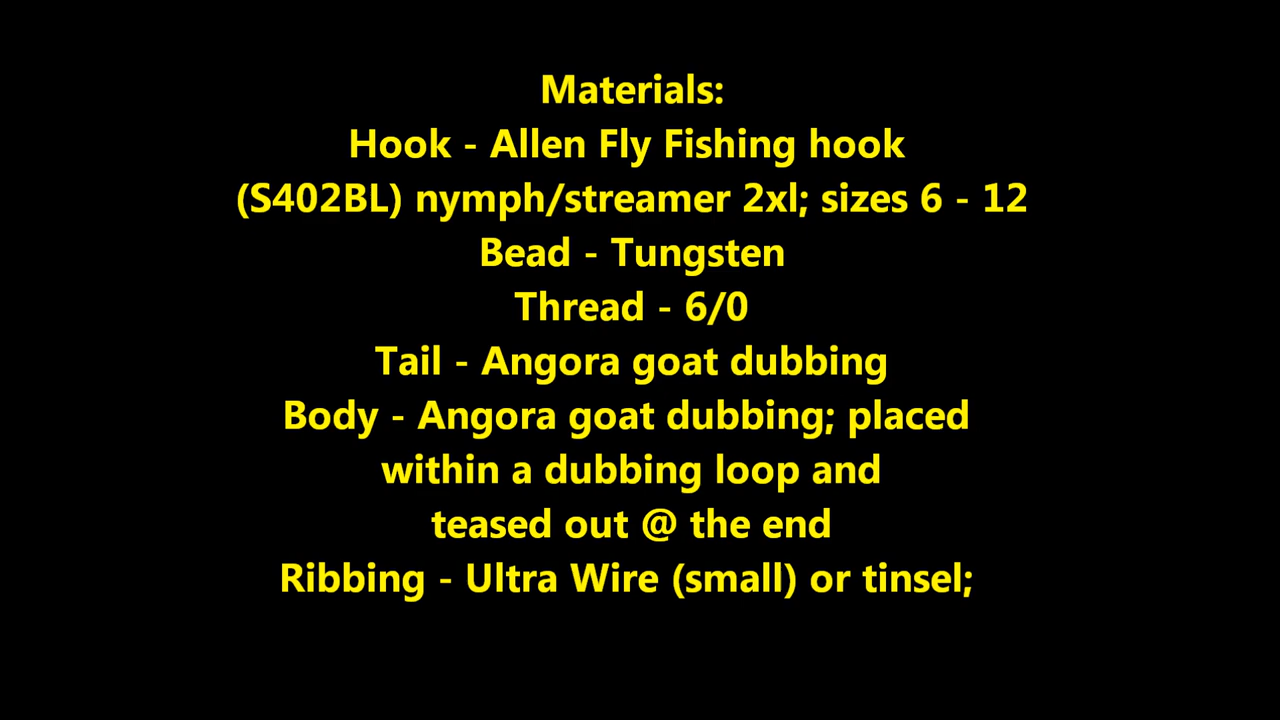 Materials:
Hook - Allen Fly Fishing hook
(S402BL) nymph/streamer 2xl; sizes 6 - 12
Bead - Tungsten
Thread - 6/0
Tail - Angora goat dubbing
Body - Angora goat dubbing; placed
within a dubbing loop and
teased out @ the end
Ribbing - Ultra Wire (small) or tinsel;